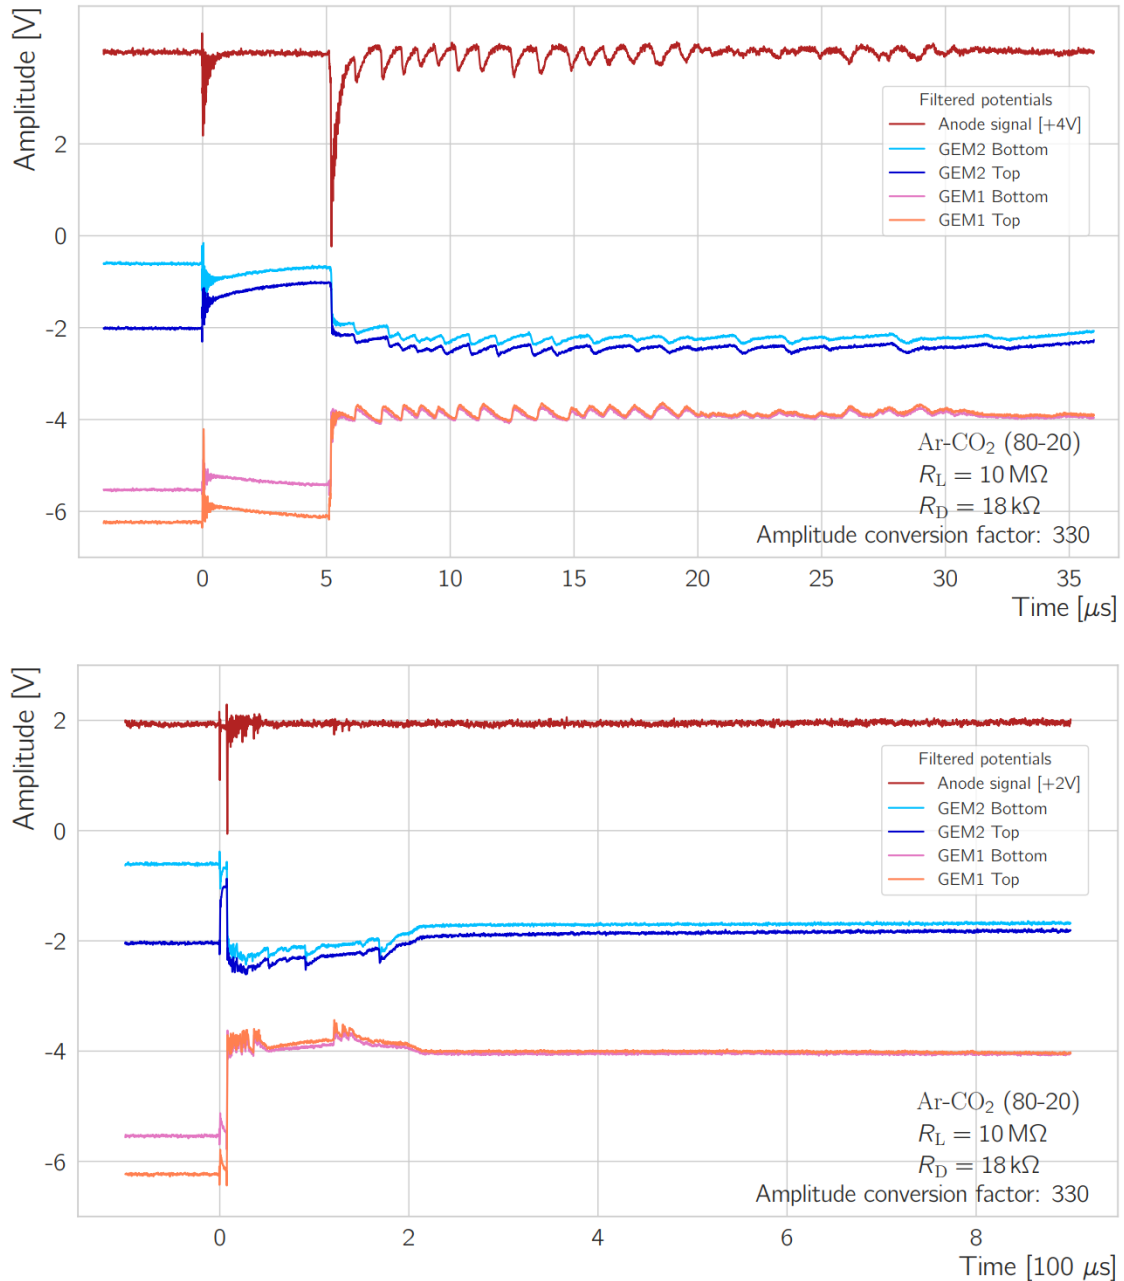 Amplitude [V]
2
0
-2
-4
-6
Filtered potentials
Anode signal [+4V]
GEM2 Bottom
GEM2 Top
GEM1 Bottom
GEM1 Top
Ar-CO₂ (80-20)
R_L = 10 MΩ
R_D = 18 kΩ
Amplitude conversion factor: 330
0 5 10 15 20 25 30 35
Time [μs]
Amplitude [V]
2
0
-2
-4
-6
Filtered potentials
Anode signal [+2V]
GEM2 Bottom
GEM2 Top
GEM1 Bottom
GEM1 Top
Ar-CO₂ (80-20)
R_L = 10 MΩ
R_D = 18 kΩ
Amplitude conversion factor: 330
0 2 4 6 8
Time [100 μs]